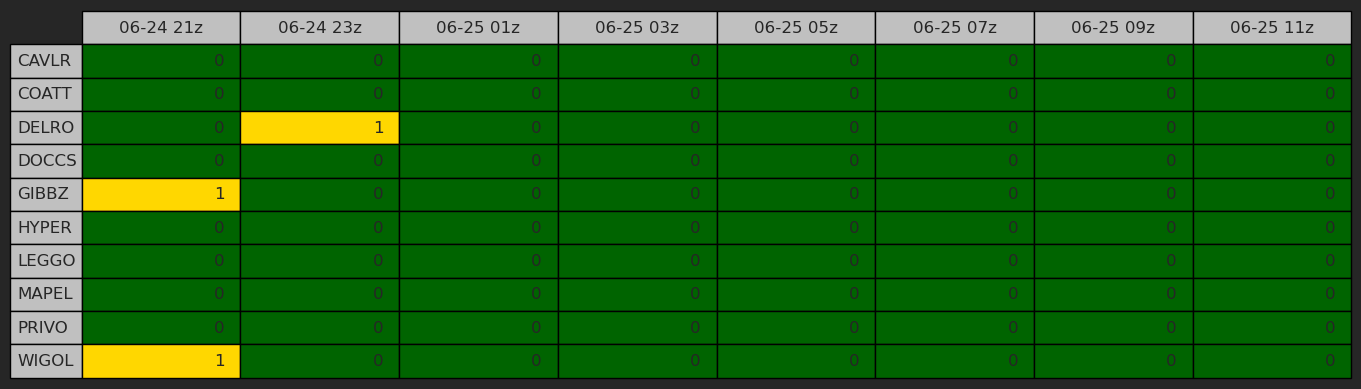 06-24 21z 06-24 23z 06-25 01z 06-25 03z 06-25 05z 06-25 07z 06-25 09z 06-25 11z
CAVLR 0 0 0 0 0 0 0 0
COATT 0 0 0 0 0 0 0 0
DELRO 0 1 0 0 0 0 0 0
DOCCS 0 0 0 0 0 0 0 0
GIBBZ 1 0 0 0 0 0 0 0
HYPER 0 0 0 0 0 0 0 0
LEGGO 0 0 0 0 0 0 0 0
MAPEL 0 0 0 0 0 0 0 0
PRIVO 0 0 0 0 0 0 0 0
WIGOL 1 0 0 0 0 0 0 0